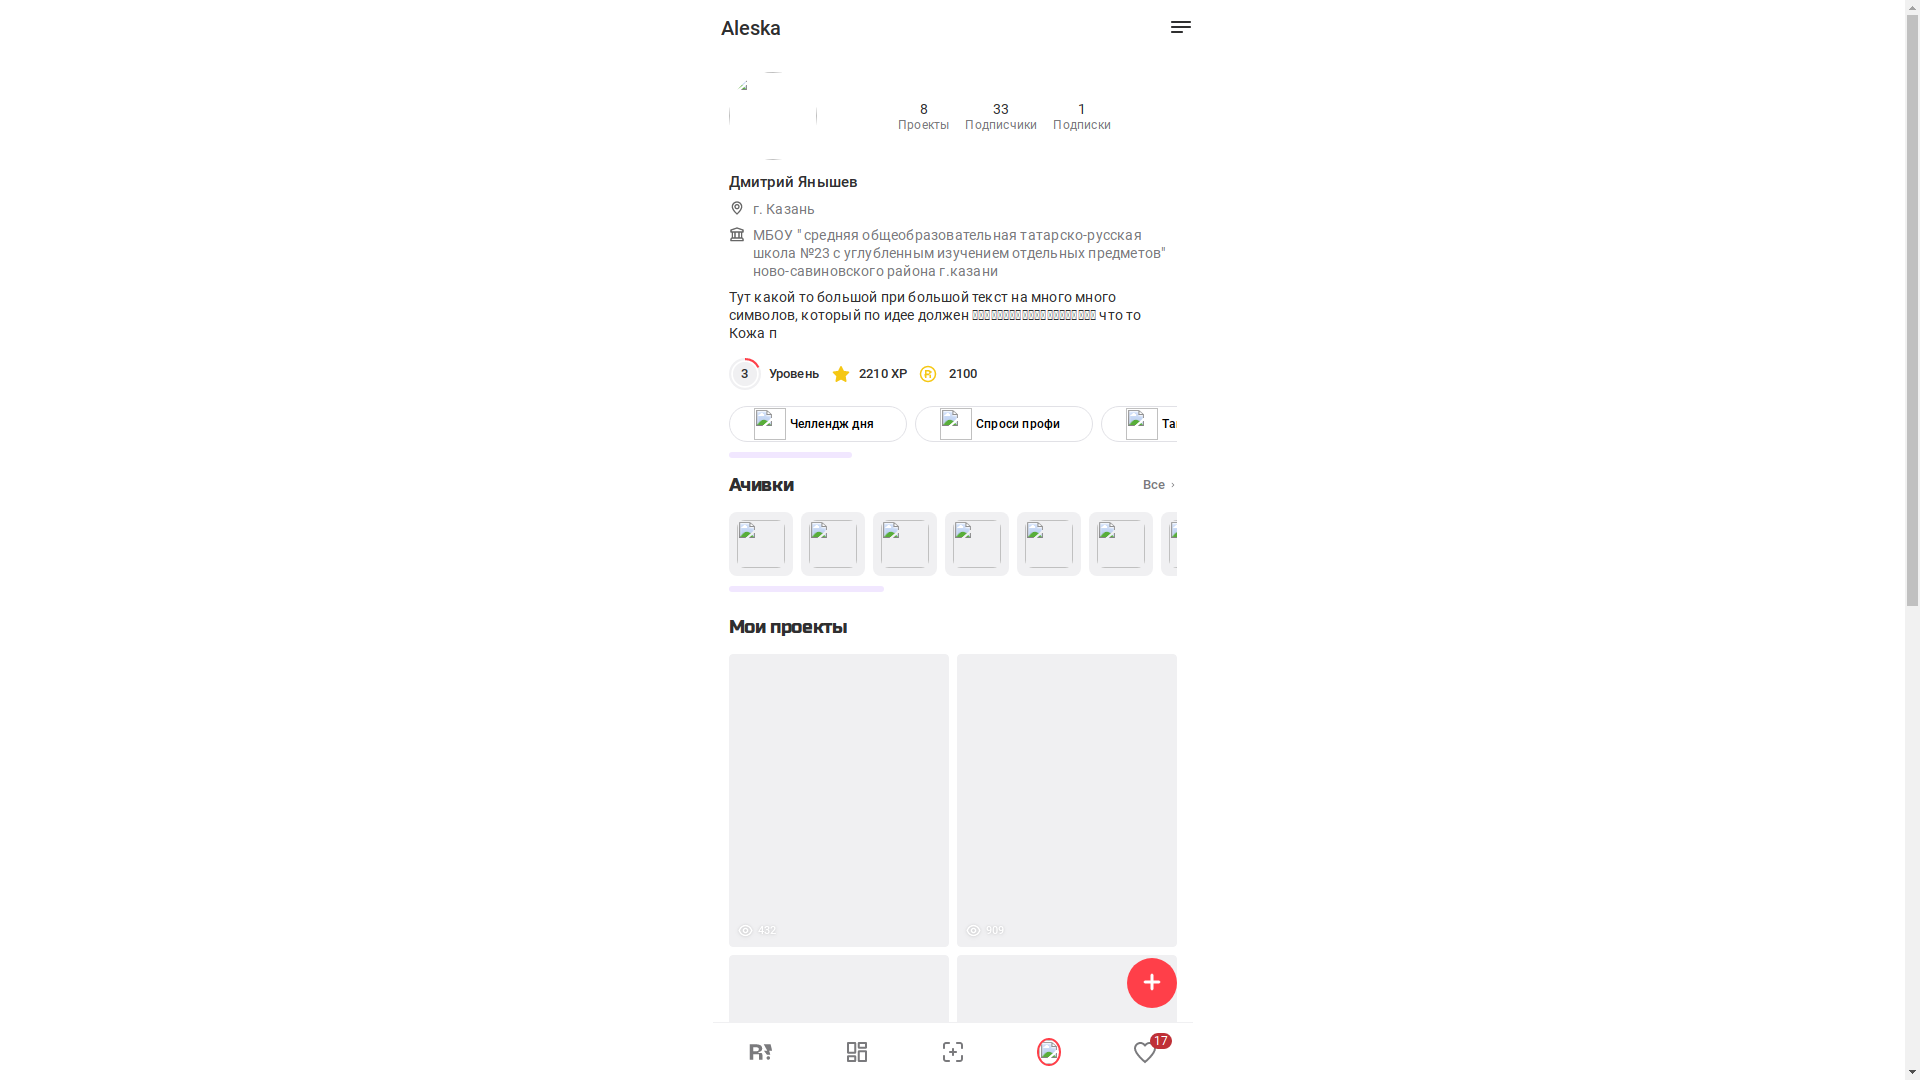 Aleska
8
33
1
Проекты
Подписчики
Подписки
Дмитрий Янышев
г. Казань
МБОУ "средняя общеобразовательная татарско-русская
школа №23 с углубленным изучением отдельных предметов"
ново-савиновского района г.казани
Тут какой то большой при большой текст на много много
символов, который по идее должен что то
Кожа п
3 Уровень 2210 XP 2100
Челлендж дня
Спроси профи
Ачивки
Все
Мои проекты
432
909
R
17